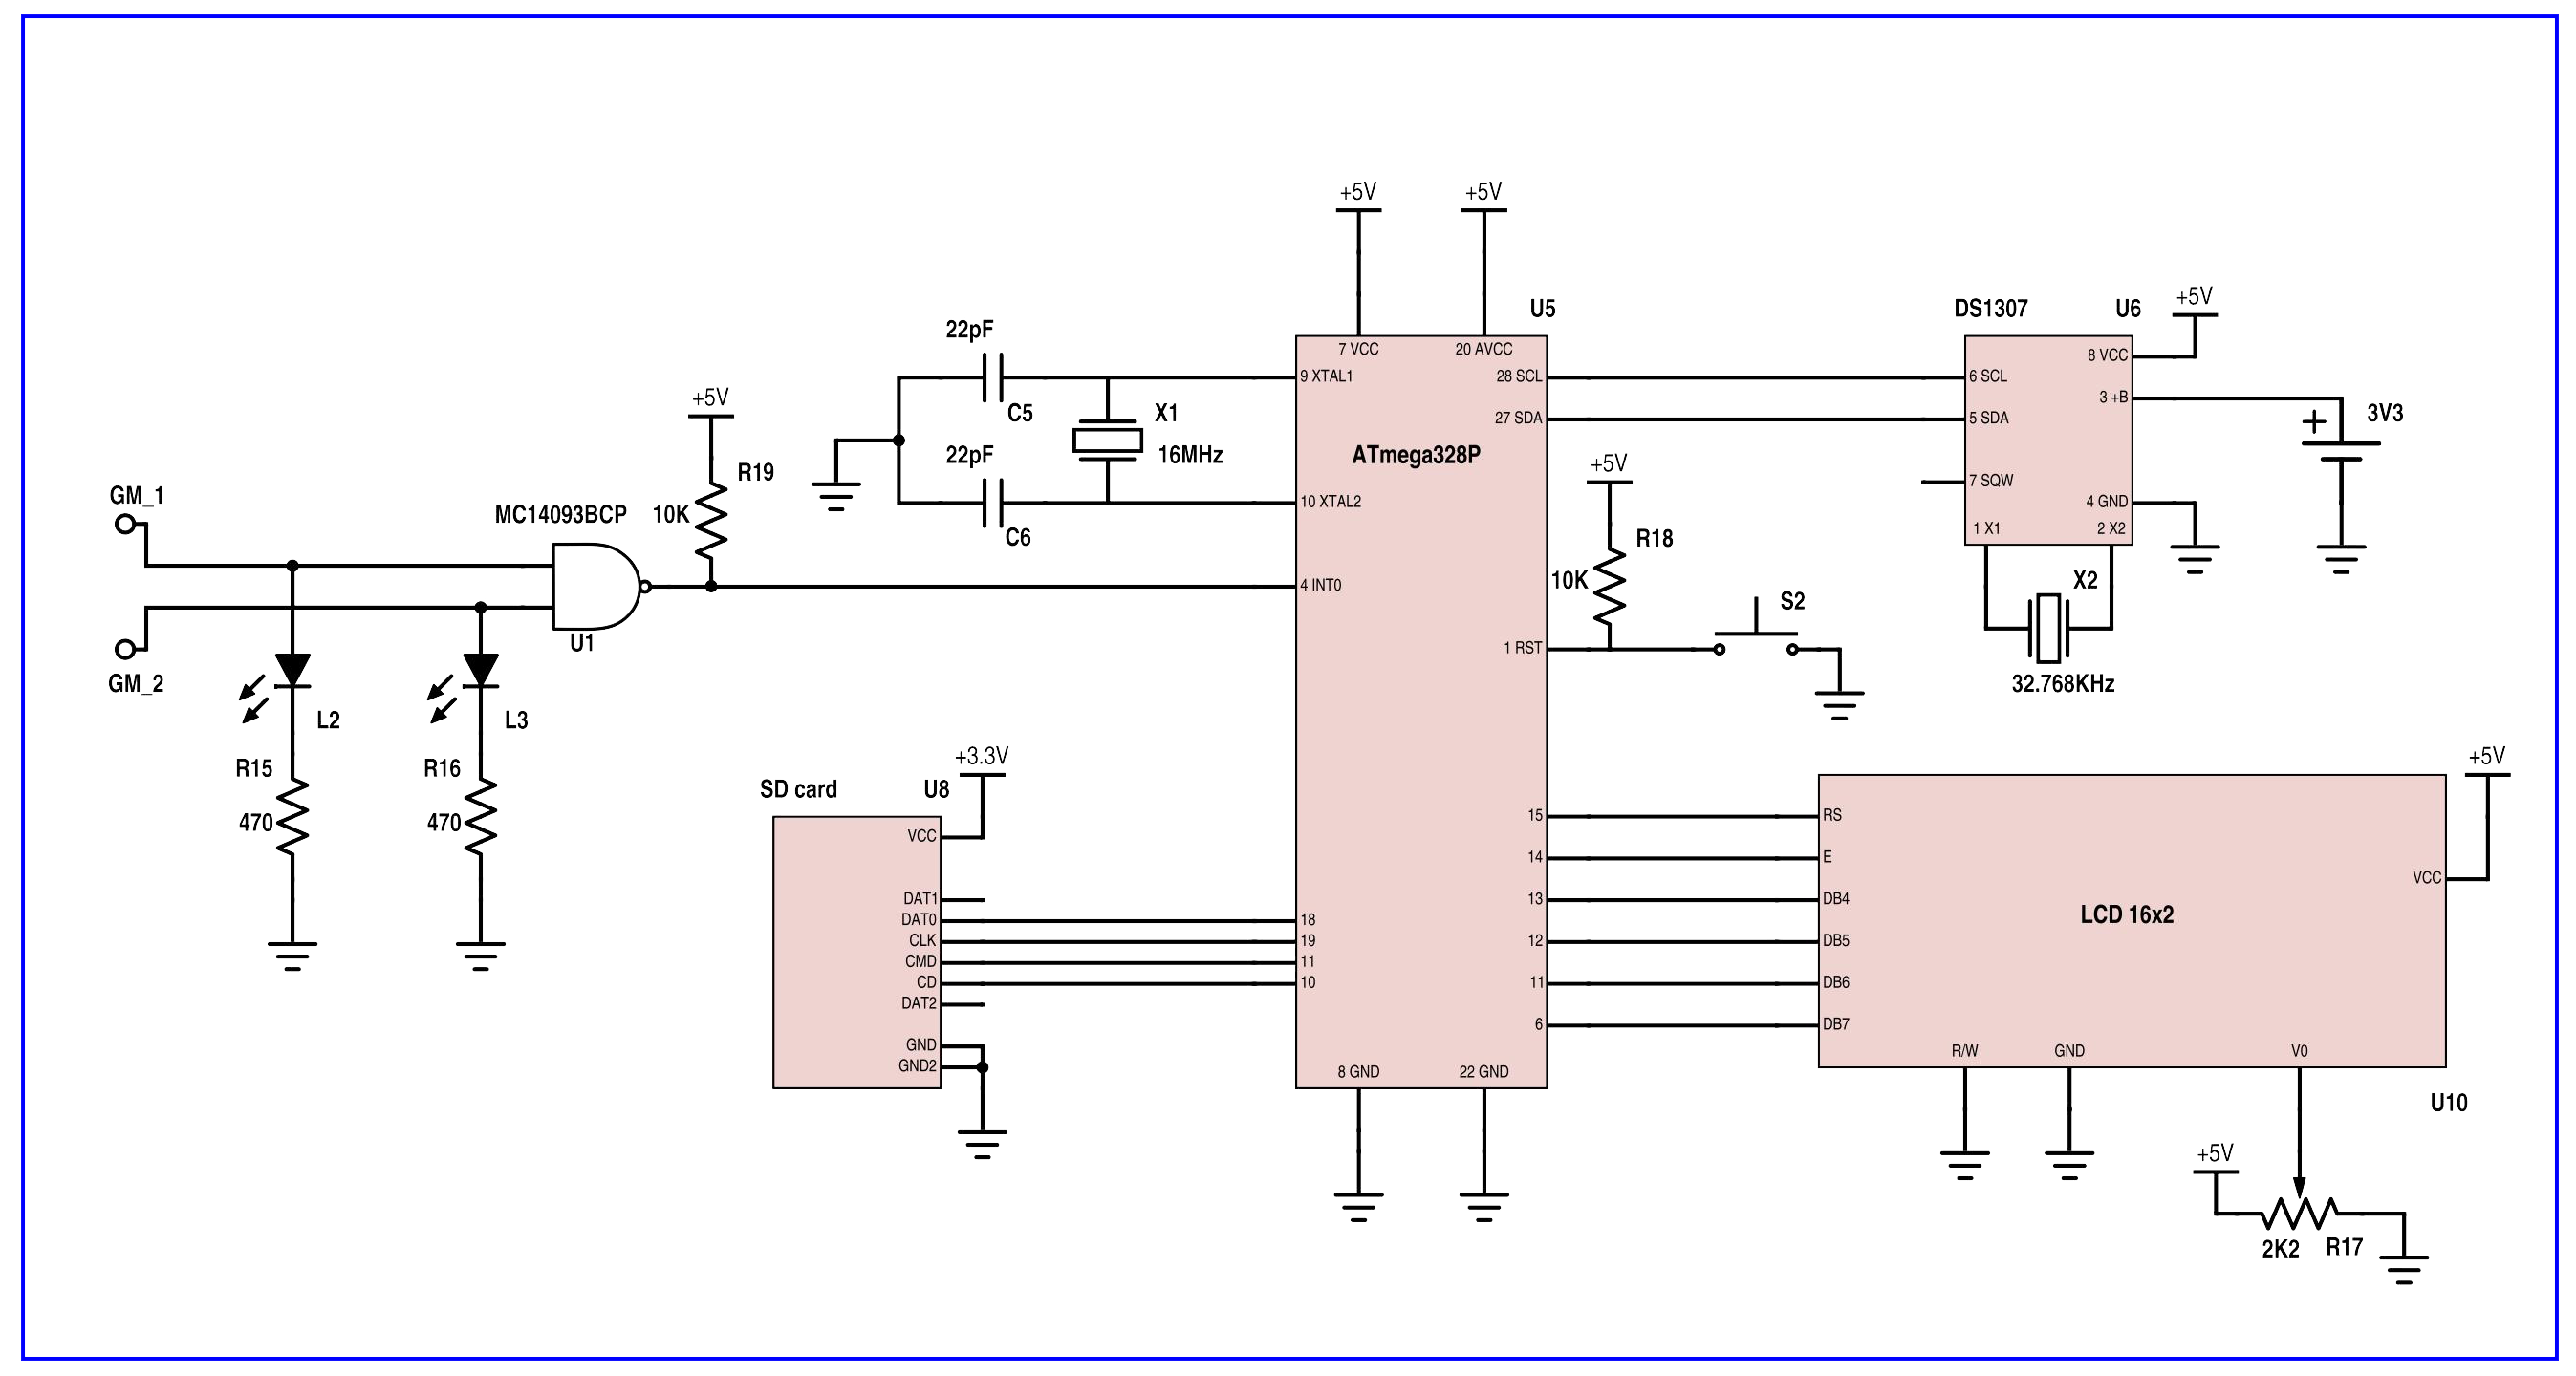 +5V
+5V
U5
DS1307
U6
+5V
22pF
7 VCC
20 AVCC
8 VCC
9 XTAL1
28 SCL
6 SCL
+5V
3 +B
C5
X1
27 SDA
5 SDA
3V3
+
22pF
16MHz
ATmega328P
+5V
R19
7 SQW
GM_1
MC14093BCP
10K
10 XTAL2
4 GND
C6
R18
1 X1
2 X2
4 INT0
10K
X2
U1
S2
1 RST
GM_2
32.768KHz
L2
L3
+3.3V
+5V
R15
R16
SD card
U8
470
470
VCC
15
RS
14
E
VCC
DAT1
13
DB4
DAT0
18
LCD 16x2
CLK
19
12
DB5
CMD
11
CD
10
11
DB6
DAT2
6
DB7
GND
R/W
GND
V0
GND2
8 GND
22 GND
U10
+5V
2K2
R17